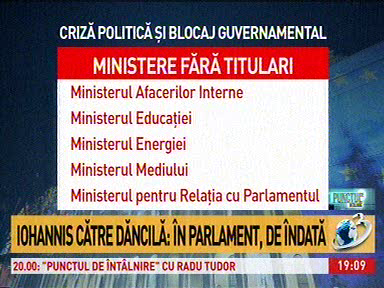 CRIZĂ POLITICĂ ȘI BLOCAJ GUVERNAMENTAL
MINISTERE FĂRĂ TITULARI
Ministerul Afacerilor Interne
Ministerul Educației
Ministerul Energiei
Ministerul Mediului
Ministerul pentru Relația cu Parlamentul
PUNCTUL
IOHANNIS CĂTRE DĂNCILĂ: ÎN PARLAMENT, DE ÎNDATĂ
3
20.00: "PUNCTUL DE ÎNTÂLNIRE" CU RADU TUDOR
19:09